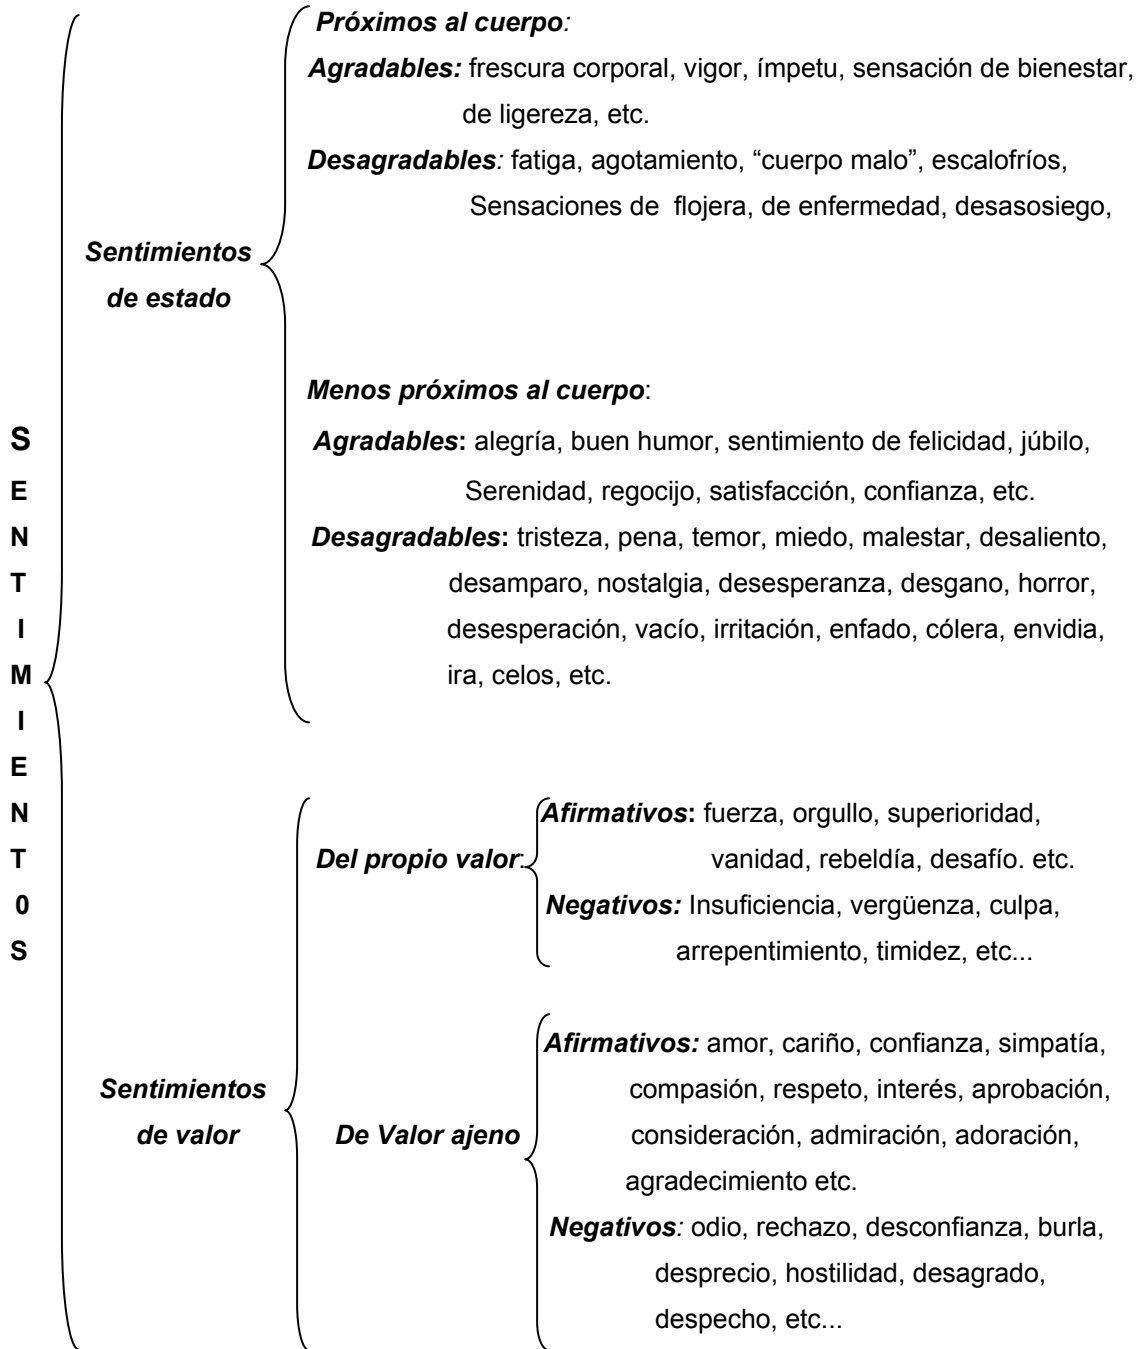 Próximos al cuerpo:
Agradables: frescura corporal, vigor, ímpetu, sensación de bienestar,
de ligereza, etc.
Desagradables: fatiga, agotamiento, “cuerpo malo”, escalofríos,
Sensaciones de flojera, de enfermedad, desasosiego,
Sentimientos
de estado
Menos próximos al cuerpo:
Agradables: alegría, buen humor, sentimiento de felicidad, júbilo,
Serenidad, regocijo, satisfacción, confianza, etc.
Desagradables: tristeza, pena, temor, miedo, malestar, desaliento,
desamparo, nostalgia, desesperanza, desgano, horror,
desesperación, vacío, irritación, enfado, cólera, envidia,
ira, celos, etc.
S
E
N
T
I
M
I
E
N
T
0
S
Sentimientos
de valor
Del propio valor:
Afirmativos: fuerza, orgullo, superioridad,
vanidad, rebeldía, desafío. etc.
Negativos: Insuficiencia, vergüenza, culpa,
arrepentimiento, timidez, etc...
De Valor ajeno
Afirmativos: amor, cariño, confianza, simpatía,
compasión, respeto, interés, aprobación,
consideración, admiración, adoración,
agradecimiento etc.
Negativos: odio, rechazo, desconfianza, burla,
desprecio, hostilidad, desagrado,
despecho, etc...